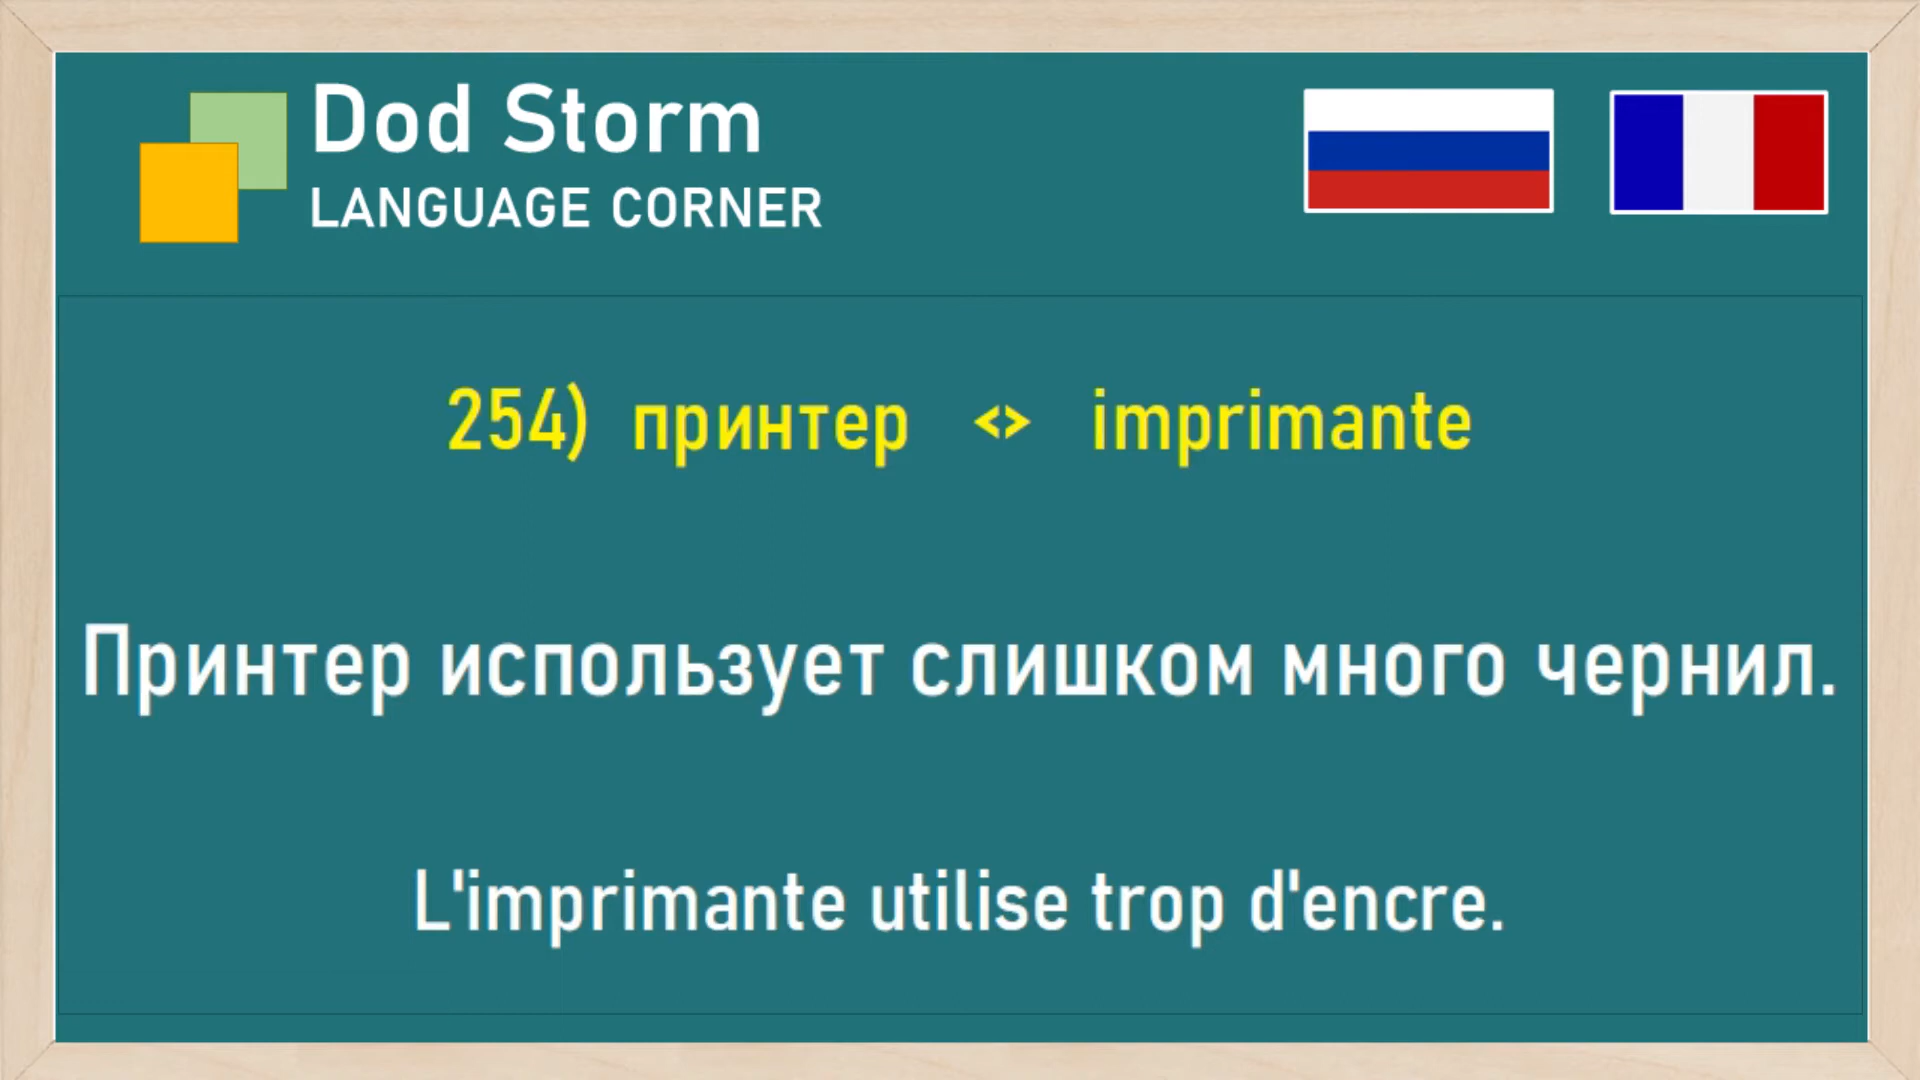 Dod Storm
LANGUAGE CORNER
254) принтер <> imprimante
Принтер использует слишком много чернил.
L'imprimante utilise trop d'encre.